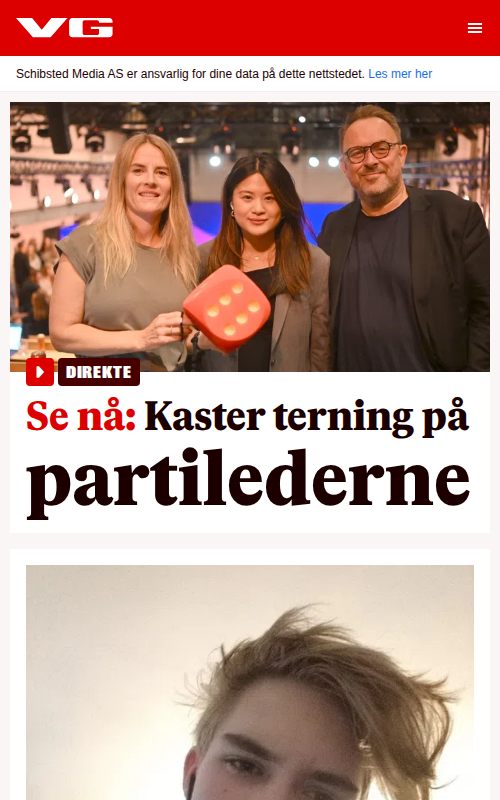 VG
Schibsted Media AS er ansvarlig for dine data på dette nettstedet. Les mer her
DIREKTE
Se nå: Kaster terning på
partilederne